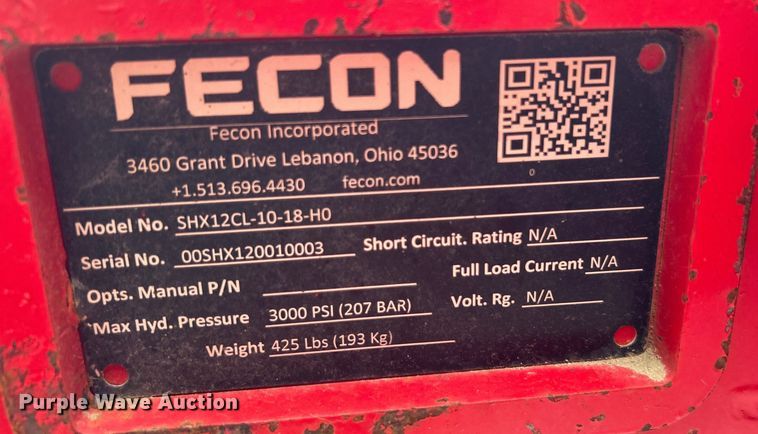 FECON
Fecon Incorporated
3460 Grant Drive Lebanon, Ohio 45036
+1.513.696.4430 fecon.com
0
Model No. SHX12CL-10-18-H0
Serial No. 00SHX120010003 Short Circuit. Rating N/A
Opts. Manual P/N Full Load Current N/A
Max Hyd. Pressure 3000 PSI (207 BAR) Volt. Rg. N/A
Weight 425 Lbs (193 Kg)
Purple Wave Auction